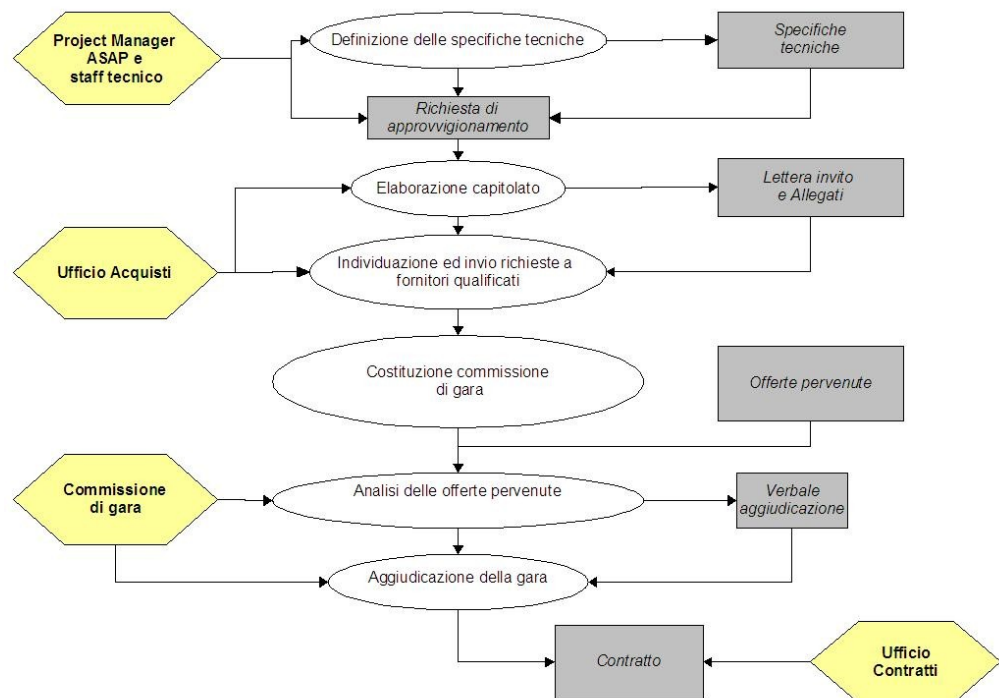 Project Manager
ASAP e
staff tecnico
Definizione delle specifiche tecniche
Specifiche
tecniche
Richiesta di
approvvigionamento
Elaborazione capitolato
Lettera invito
e Allegati
Ufficio Acquisti
Individuazione ed invio richieste a
fornitori qualificati
Costituzione commissione
di gara
Offerte pervenute
Commissione
di gara
Analisi delle offerte pervenute
Verbale
aggiudicazione
Aggiudicazione della gara
Contratto
Ufficio
Contratti